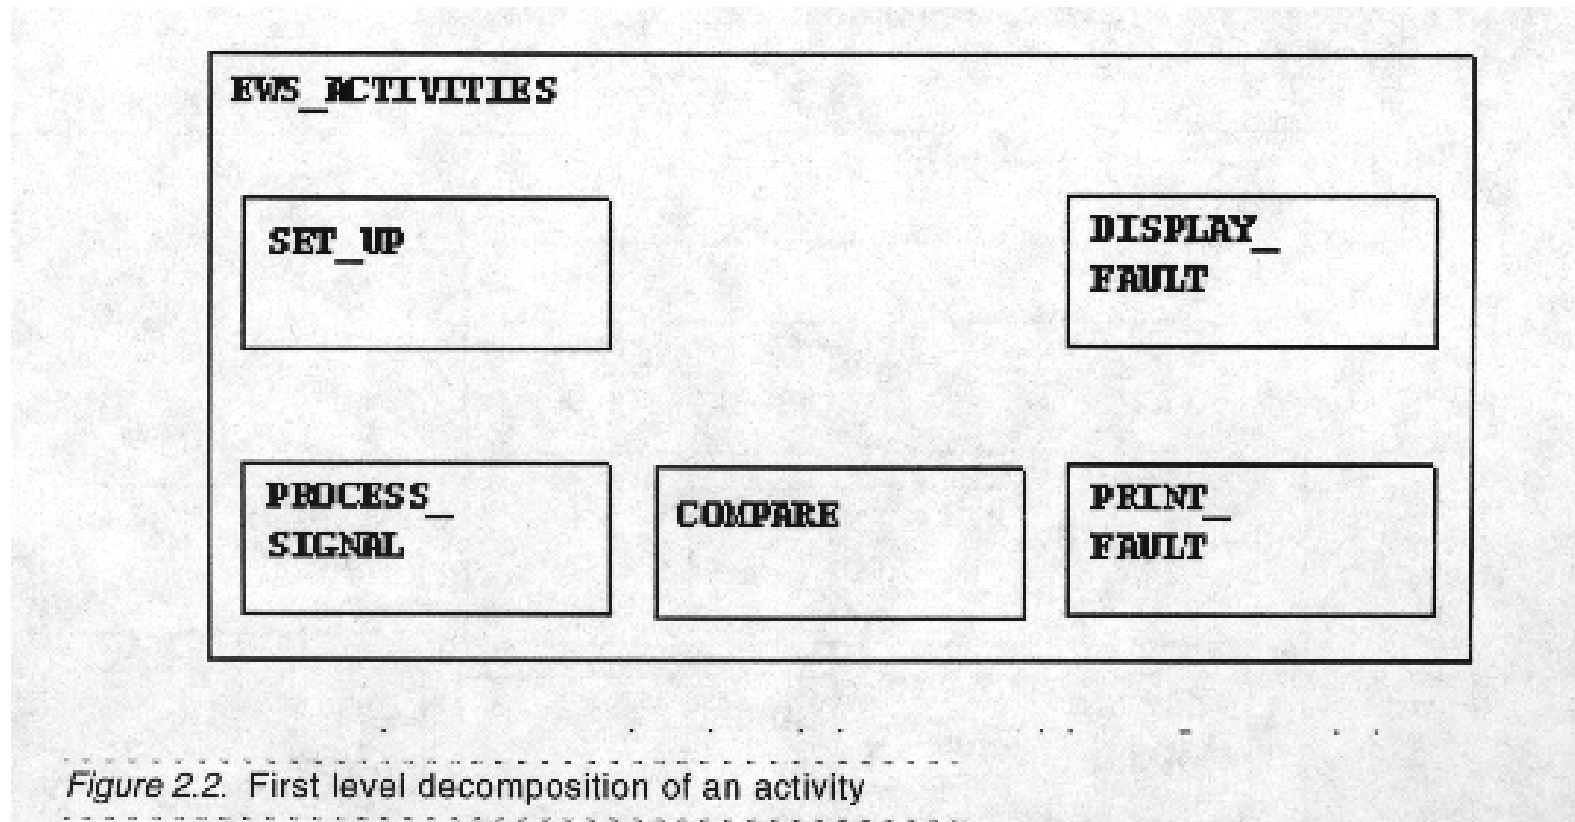 EWS_ACTIVITIES
SET_UP
DISPLAY_
FAULT
PROCESS_
SIGNAL
COMPARE
PRINT_
FAULT
Figure 2.2. First level decomposition of an activity